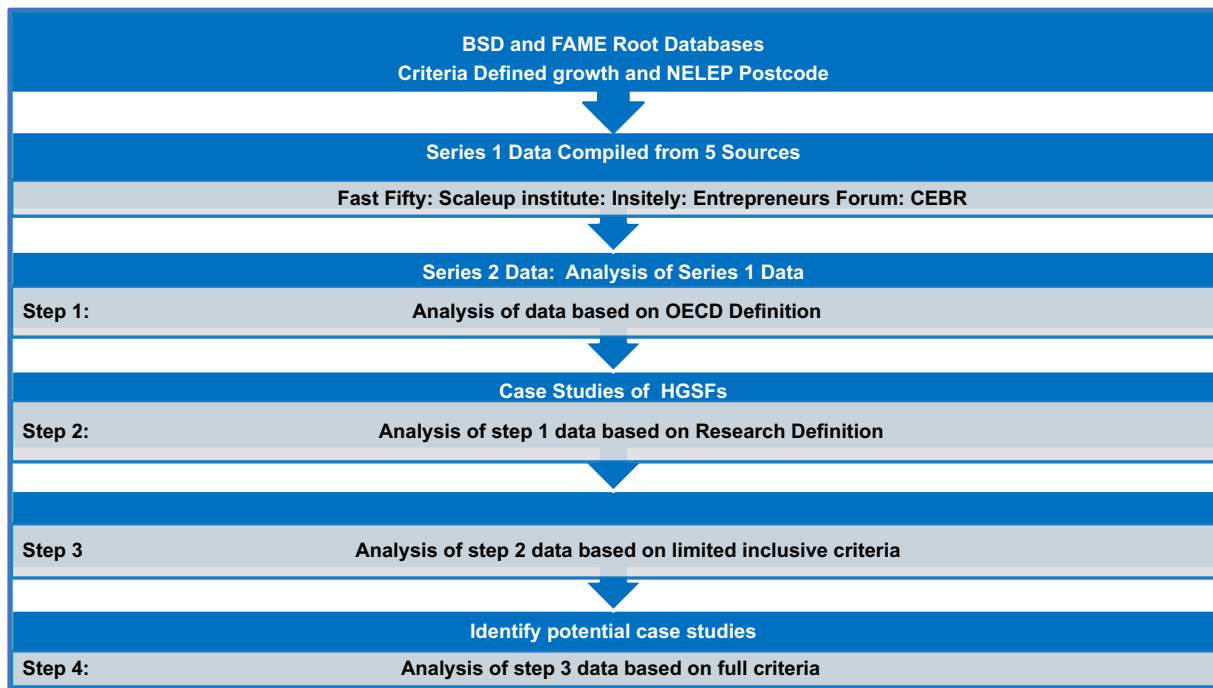 BSD and FAME Root Databases
Criteria Defined growth and NELEP Postcode
Series 1 Data Compiled from 5 Sources
Fast Fifty: Scaleup institute: Insitely: Entrepreneurs Forum: CEBR
Series 2 Data: Analysis of Series 1 Data
Step 1: Analysis of data based on OECD Definition
Case Studies of HGSFs
Step 2: Analysis of step 1 data based on Research Definition
Step 3 Analysis of step 2 data based on limited inclusive criteria
Identify potential case studies
Step 4: Analysis of step 3 data based on full criteria